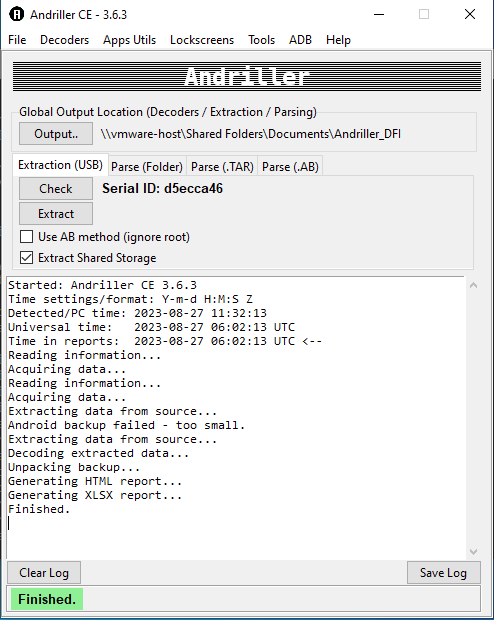 Andriller CE - 3.6.3
File Decoders Apps Utils Lockscreens Tools ADB Help
Andriller
Global Output Location (Decoders / Extraction / Parsing)
Output.. \\vmware-host\Shared Folders\Documents\Andriller_DFI
Extraction (USB) Parse (Folder) Parse (.TAR) Parse (.AB)
Check Serial ID: d5ecca46
Extract
Use AB method (ignore root)
Extract Shared Storage
Started: Andriller CE 3.6.3
Time settings/format: Y-m-d H:M:S Z
Detected/PC time: 2023-08-27 11:32:13
Universal time:   2023-08-27 06:02:13 UTC
Time in reports:  2023-08-27 06:02:13 UTC <--
Reading information...
Acquiring data...
Reading information...
Acquiring data...
Extracting data from source...
Android backup failed - too small.
Extracting data from source...
Decoding extracted data...
Unpacking backup...
Generating HTML report...
Generating XLSX report...
Finished.
Clear Log Save Log
Finished.